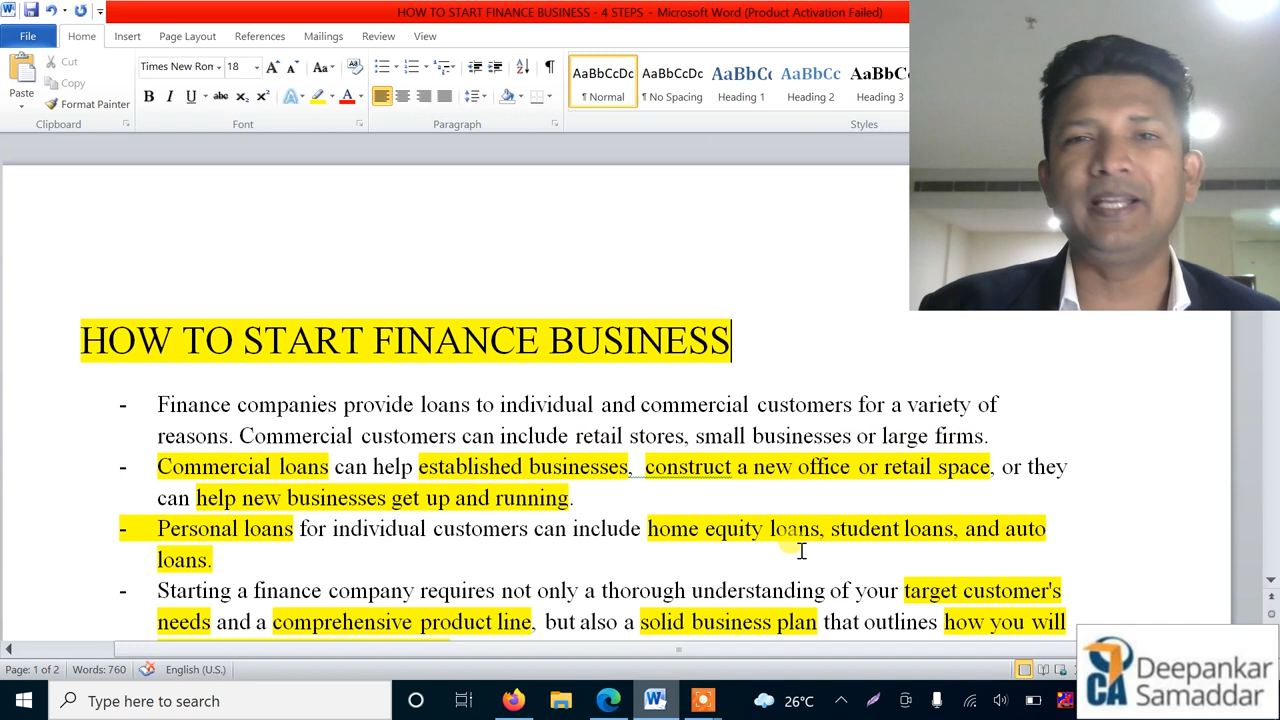 HOW TO START FINANCE BUSINESS - 4 STEPS - Microsoft Word (Product Activation Failed)
File Home Insert Page Layout References Mailings Review View
Paste
Cut
Copy
Format Painter
Clipboard
Times New Ron 18
Aa
B I U abc x₂ x² A A
Font
Paragraph
AaBbCcDc AaBbCcDc AaBbC AaBbCc AaBbC
¶ Normal ¶ No Spacing Heading 1 Heading 2 Heading 3
Styles
HOW TO START FINANCE BUSINESS
- Finance companies provide loans to individual and commercial customers for a variety of
reasons. Commercial customers can include retail stores, small businesses or large firms.
- Commercial loans can help established businesses, construct a new office or retail space, or they
can help new businesses get up and running.
- Personal loans for individual customers can include home equity loans, student loans, and auto
loans.
- Starting a finance company requires not only a thorough understanding of your target customer's
needs and a comprehensive product line, but also a solid business plan that outlines how you will
Page: 1 of 2 Words: 760 English (U.S.)
Type here to search
26°C
CA
Deepankar
Samaddar